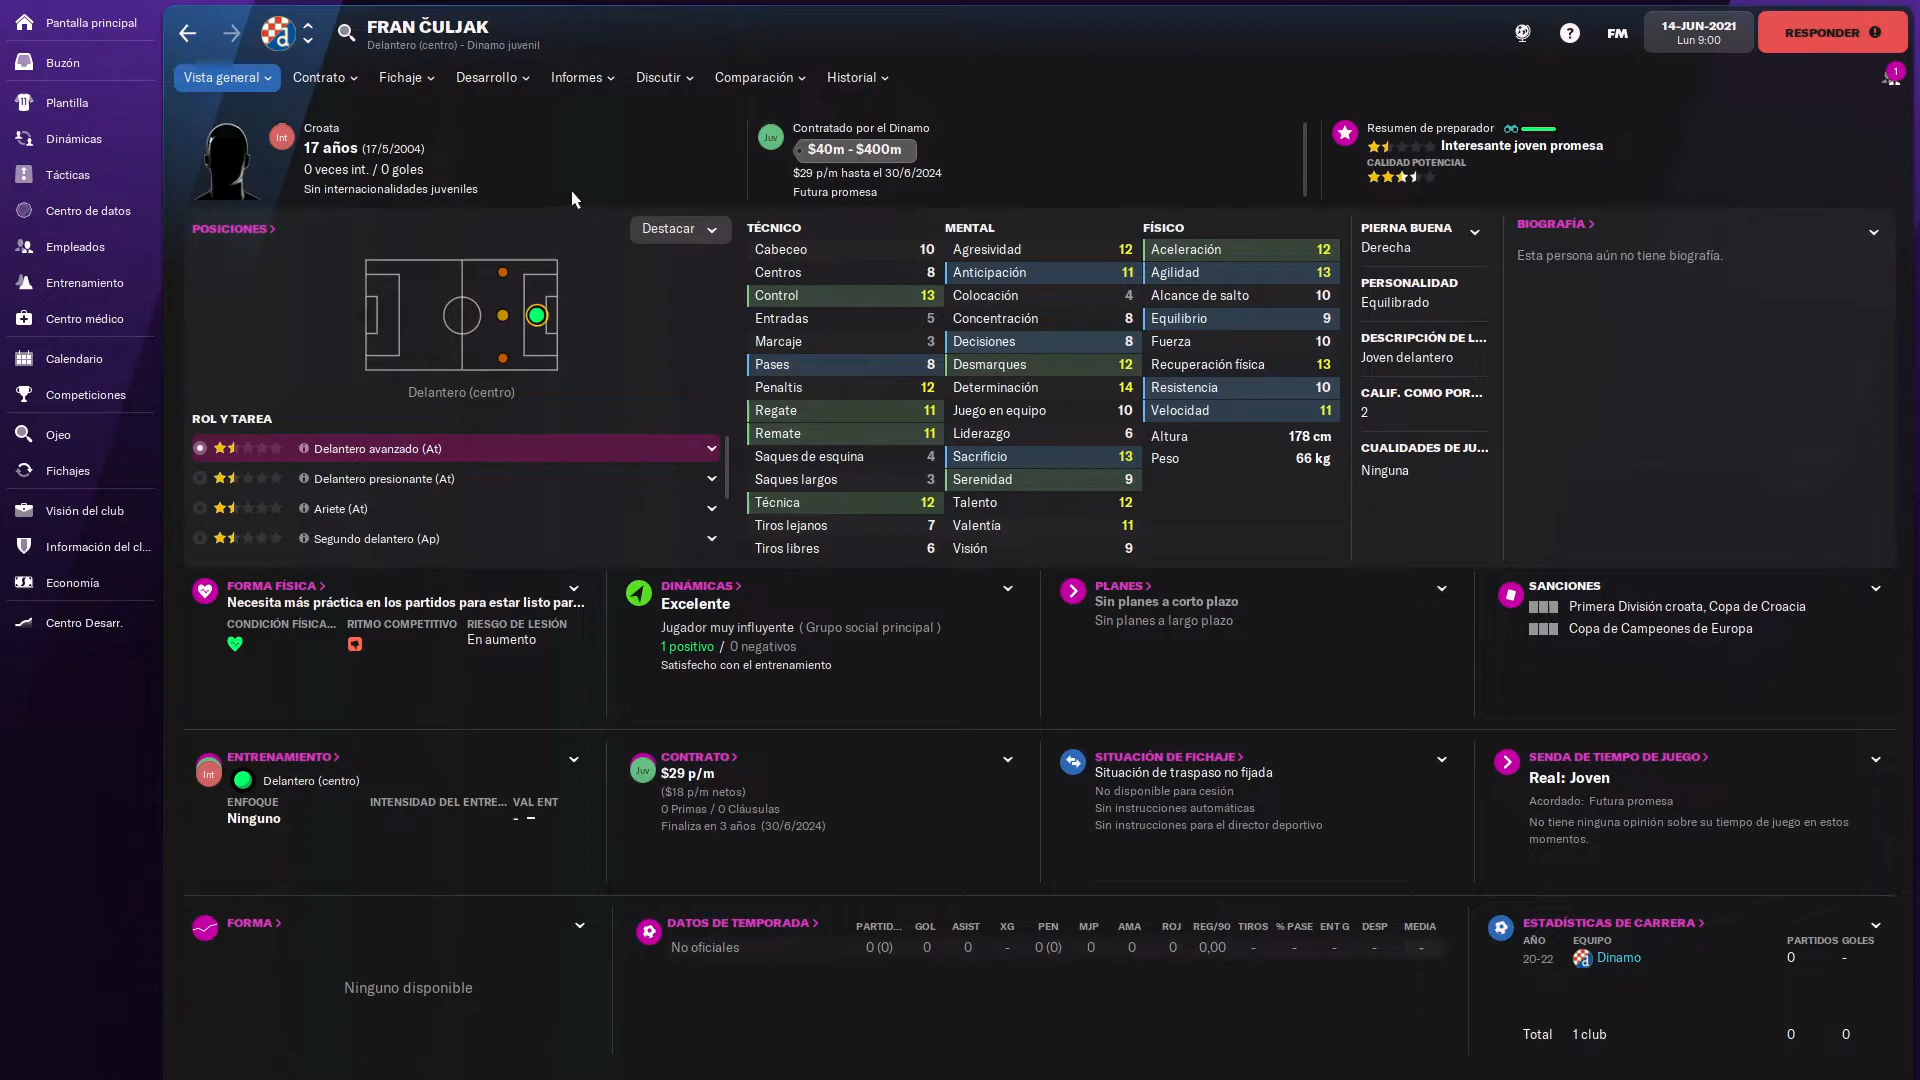 Pantalla principal
Buzón
Plantilla
Dinámicas
Tácticas
Centro de datos
Empleados
Entrenamiento
Centro médico
Calendario
Competiciones
Ojeo
Fichajes
Visión del club
Información del cl...
Economía
Centro Desarr.
FRAN ČULJAK
Delantero (centro) - Dinamo juvenil
FM
14-JUN-2021
Lun 9:00
RESPONDER
Vista general
Contrato
Fichaje
Desarrollo
Informes
Discutir
Comparación
Historial
1
Int
Croata
17 años (17/5/2004)
0 veces int. / 0 goles
Sin internacionalidades juveniles
Juv
Contratado por el Dinamo
$40m - $400m
$29 p/m hasta el 30/6/2024
Futura promesa
Resumen de preparador
Interesante joven promesa
CALIDAD POTENCIAL
POSICIONES
Destacar
Delantero (centro)
ROL Y TAREA
Delantero avanzado (At)
Delantero presionante (At)
Ariete (At)
Segundo delantero (Ap)
TÉCNICO
Cabeceo 10
Centros 8
Control 13
Entradas 5
Marcaje 3
Pases 8
Penaltis 12
Regate 11
Remate 11
Saques de esquina 4
Saques largos 3
Técnica 12
Tiros lejanos 7
Tiros libres 6
MENTAL
Agresividad 12
Anticipación 11
Colocación 4
Concentración 8
Decisiones 8
Desmarques 12
Determinación 14
Juego en equipo 10
Liderazgo 6
Sacrificio 13
Serenidad 9
Talento 12
Valentía 11
Visión 9
FÍSICO
Aceleración 12
Agilidad 13
Alcance de salto 10
Equilibrio 9
Fuerza 10
Recuperación física 13
Resistencia 10
Velocidad 11
Altura 178 cm
Peso 66 kg
PIERNA BUENA
Derecha
PERSONALIDAD
Equilibrado
DESCRIPCIÓN DE L...
Joven delantero
CALIF. COMO POR...
2
CUALIDADES DE JU...
Ninguna
BIOGRAFÍA
Esta persona aún no tiene biografía.
FORMA FÍSICA
Necesita más práctica en los partidos para estar listo par...
CONDICIÓN FÍSICA... RITMO COMPETITIVO RIESGO DE LESIÓN
En aumento
DINÁMICAS
Excelente
Jugador muy influyente ( Grupo social principal )
1 positivo / 0 negativos
Satisfecho con el entrenamiento
PLANES
Sin planes a corto plazo
Sin planes a largo plazo
SANCIONES
Primera División croata, Copa de Croacia
Copa de Campeones de Europa
ENTRENAMIENTO
Int
Delantero (centro)
ENFOQUE INTENSIDAD DEL ENTRE... VAL ENT
Ninguno -
CONTRATO
Juv
$29 p/m
($18 p/m netos)
0 Primas / 0 Cláusulas
Finaliza en 3 años (30/6/2024)
SITUACIÓN DE FICHAJE
Situación de traspaso no fijada
No disponible para cesión
Sin instrucciones automáticas
Sin instrucciones para el director deportivo
SENDA DE TIEMPO DE JUEGO
Real: Joven
Acordado: Futura promesa
No tiene ninguna opinión sobre su tiempo de juego en estos
momentos.
FORMA
Ninguno disponible
DATOS DE TEMPORADA PARTID... GOL ASIST XG PEN MJP AMA ROJ REG/90 TIROS % PASE ENT G DESP MEDIA
No oficiales 0 (0) 0 0 - 0 (0) 0 0 0 0,00 - - - - -
ESTADÍSTICAS DE CARRERA
AÑO EQUIPO PARTIDOS GOLES
20-22 Dinamo 0 -
Total 1 club 0 0